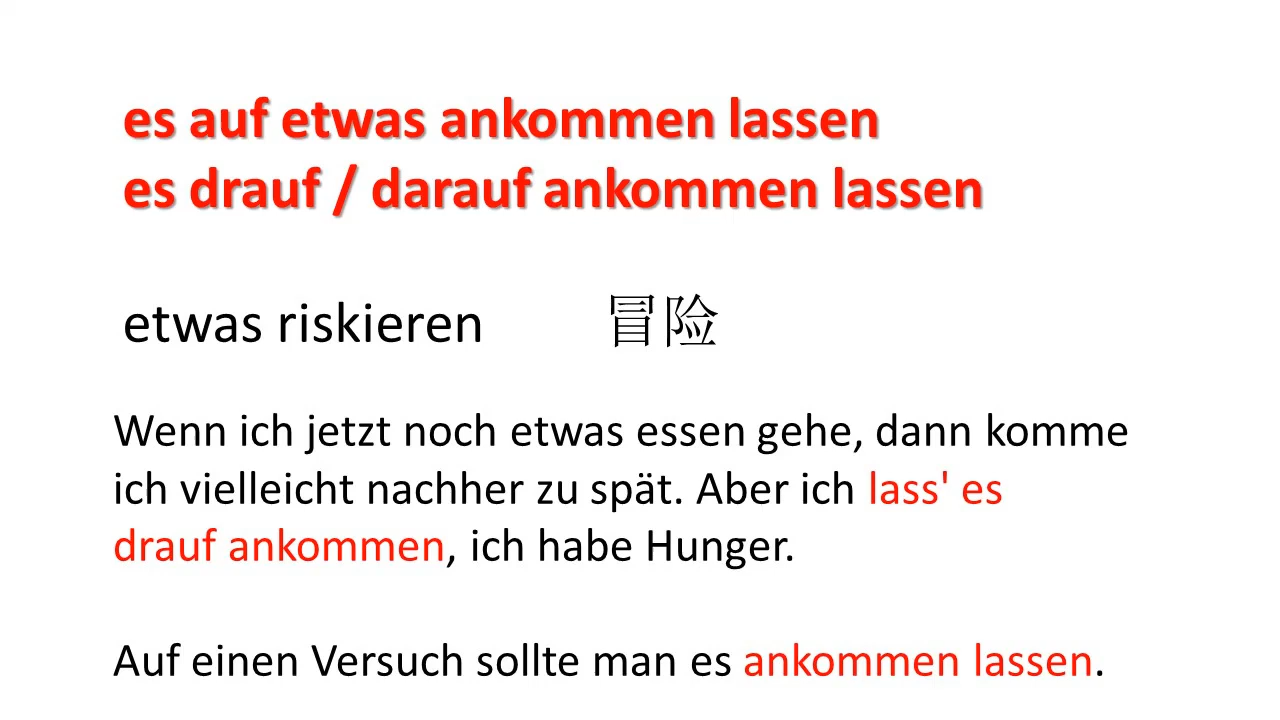 es auf etwas ankommen lassen
es drauf / darauf ankommen lassen
etwas riskieren 冒险
Wenn ich jetzt noch etwas essen gehe, dann komme
ich vielleicht nachher zu spät. Aber ich lass' es
drauf ankommen, ich habe Hunger.
Auf einen Versuch sollte man es ankommen lassen.